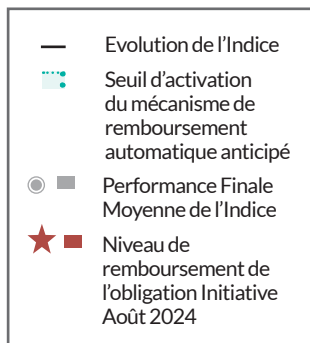 Evolution de l'Indice
Seuil d'activation
du mécanisme de
remboursement
automatique anticipé
Performance Finale
Moyenne de l'Indice
Niveau de
remboursement de
l'obligation Initiative
Août 2024